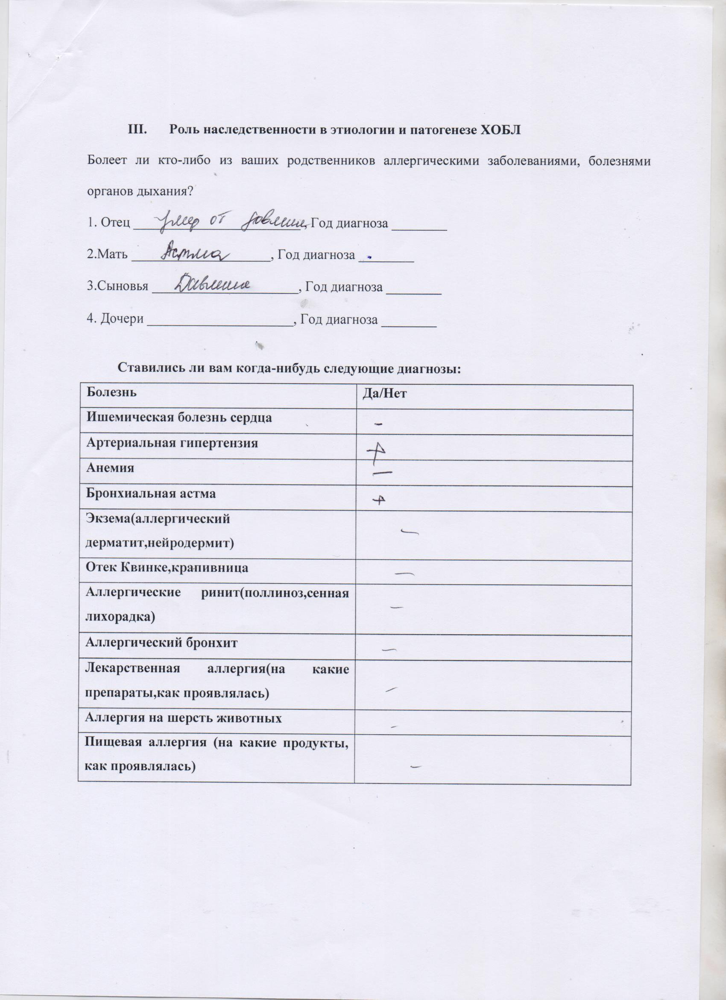 III. Роль наследственности в этиологии и патогенезе ХОБЛ
Болеет ли кто-либо из ваших родственников аллергическими заболеваниями, болезнями
органов дыхания?
1. Отец умер от давления, Год диагноза ________
2.Мать Астма, Год диагноза ________
3.Сыновья Давление, Год диагноза ________
4. Дочери _____________________, Год диагноза ________
Ставились ли вам когда-нибудь следующие диагнозы:
Болезнь Да/Нет
Ишемическая болезнь сердца -
Артериальная гипертензия +
Анемия —
Бронхиальная астма +
Экзема(аллергический
дерматит,нейродермит) —
Отек Квинке,крапивница —
Аллергические ринит(поллиноз,сенная
лихорадка) —
Аллергический бронхит —
Лекарственная аллергия(на какие
препараты,как проявлялась) —
Аллергия на шерсть животных -
Пищевая аллергия (на какие продукты,
как проявлялась) -